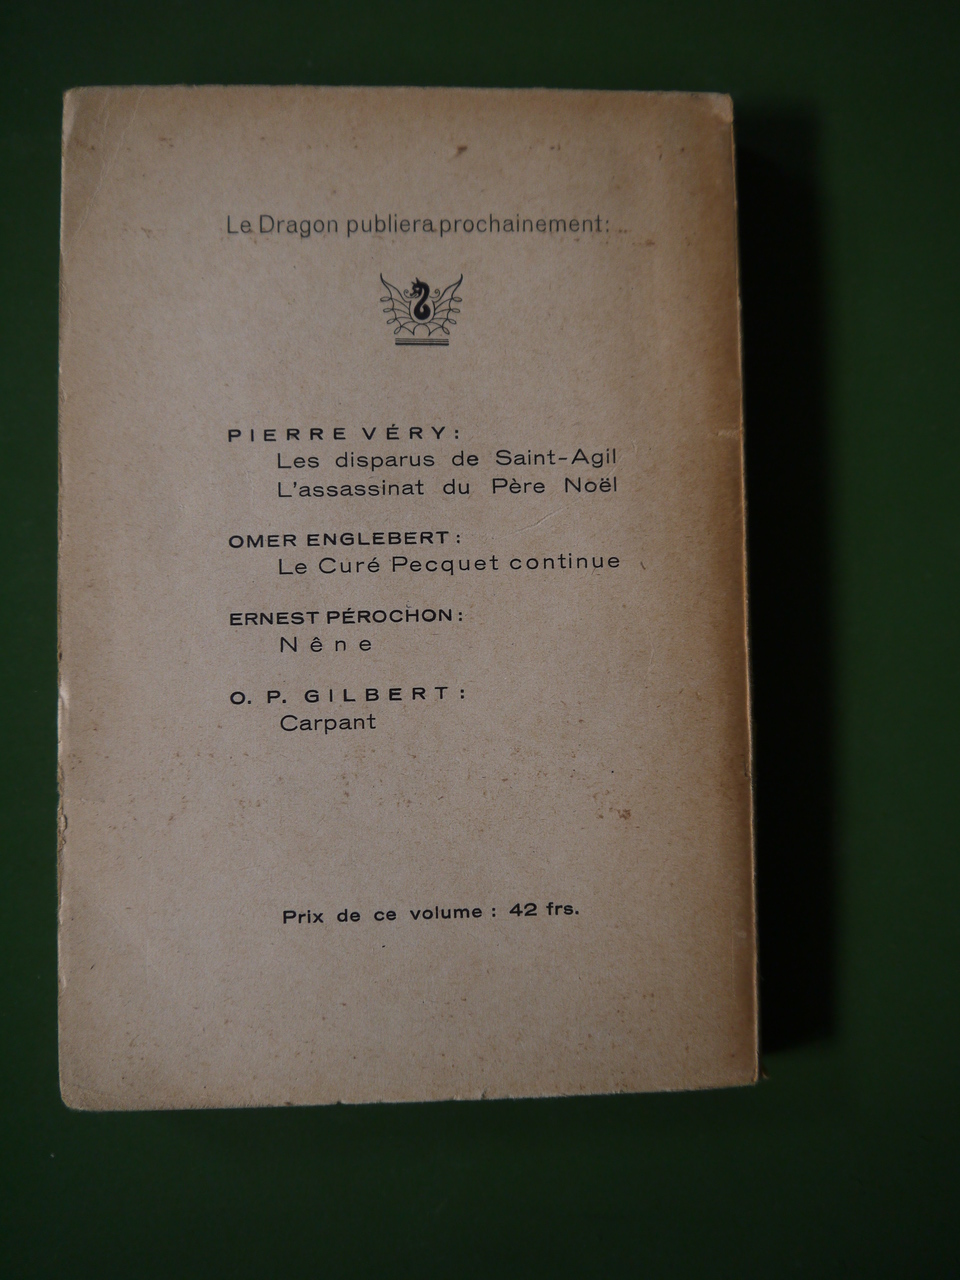 Le Dragon publiera prochainement: ..
PIERRE VÉRY :
Les disparus de Saint-Agil
L'assassinat du Père Noël
OMER ENGLEBERT :
Le Curé Pecquet continue
ERNEST PÉROCHON :
Nêne
O. P. GILBERT :
Carpant
Prix de ce volume : 42 frs.